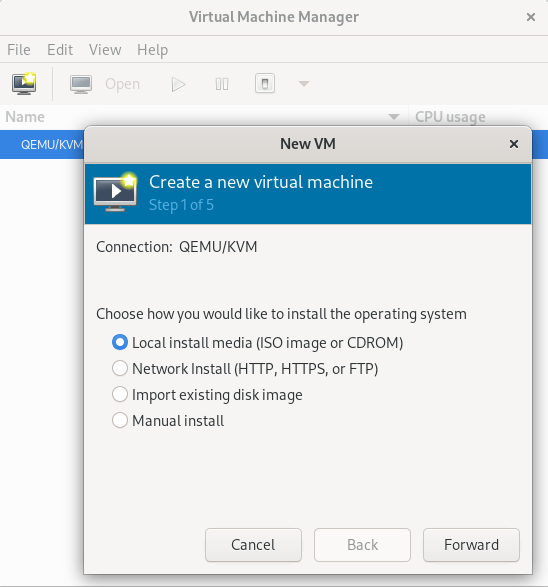 Virtual Machine Manager
File Edit View Help
Open
Name CPU usage
QEMU/KVM
New VM
Create a new virtual machine
Step 1 of 5
Connection: QEMU/KVM
Choose how you would like to install the operating system
Local install media (ISO image or CDROM)
Network Install (HTTP, HTTPS, or FTP)
Import existing disk image
Manual install
Cancel Back Forward